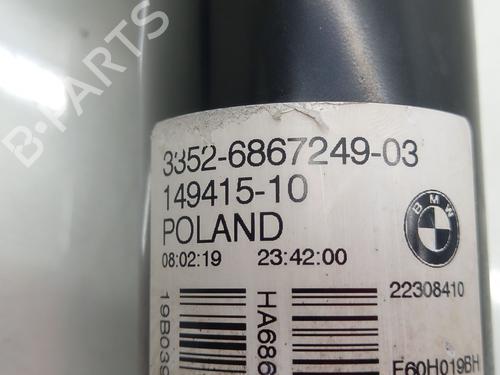 B-PARTS
3352-6867249-03
149415-10
POLAND
BMW
08:02:19 23:42:00
22308410
19B039
HA686
F60H019BH